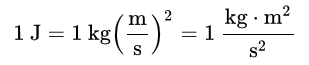 1 J = 1 kg(m/s)² = 1 kg · m²/s²